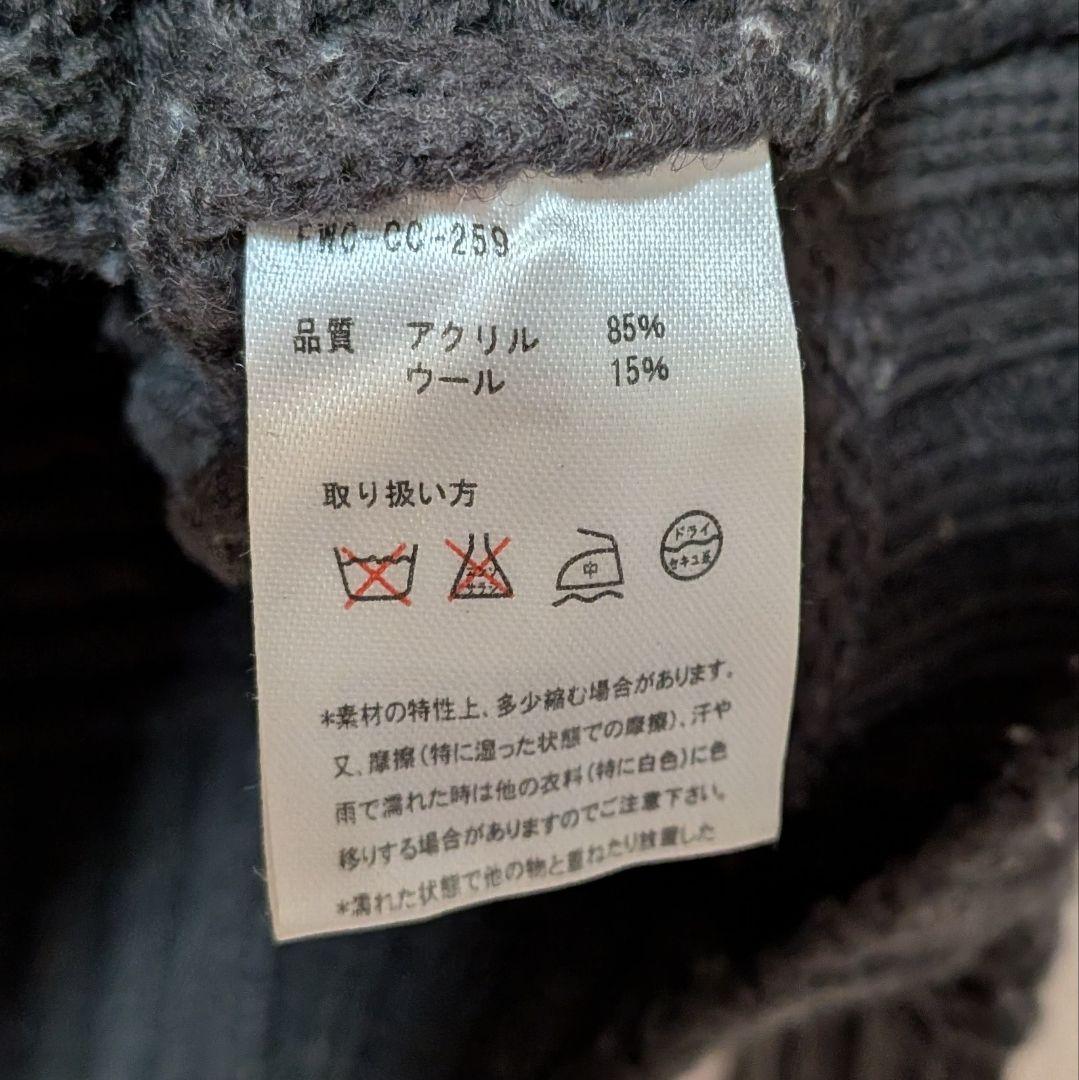 FWC-CC-259
品質 アクリル 85%
ウール 15%
取り扱い方
エンソ
サラシ
中
ドライ
セキユ系
*素材の特性上、多少縮む場合があります。
又、摩擦(特に湿った状態での摩擦)、汗や
雨で濡れた時は他の衣料(特に白色)に色
移りする場合がありますのでご注意下さい。
*濡れた状態で他の物と重ねたり放置した